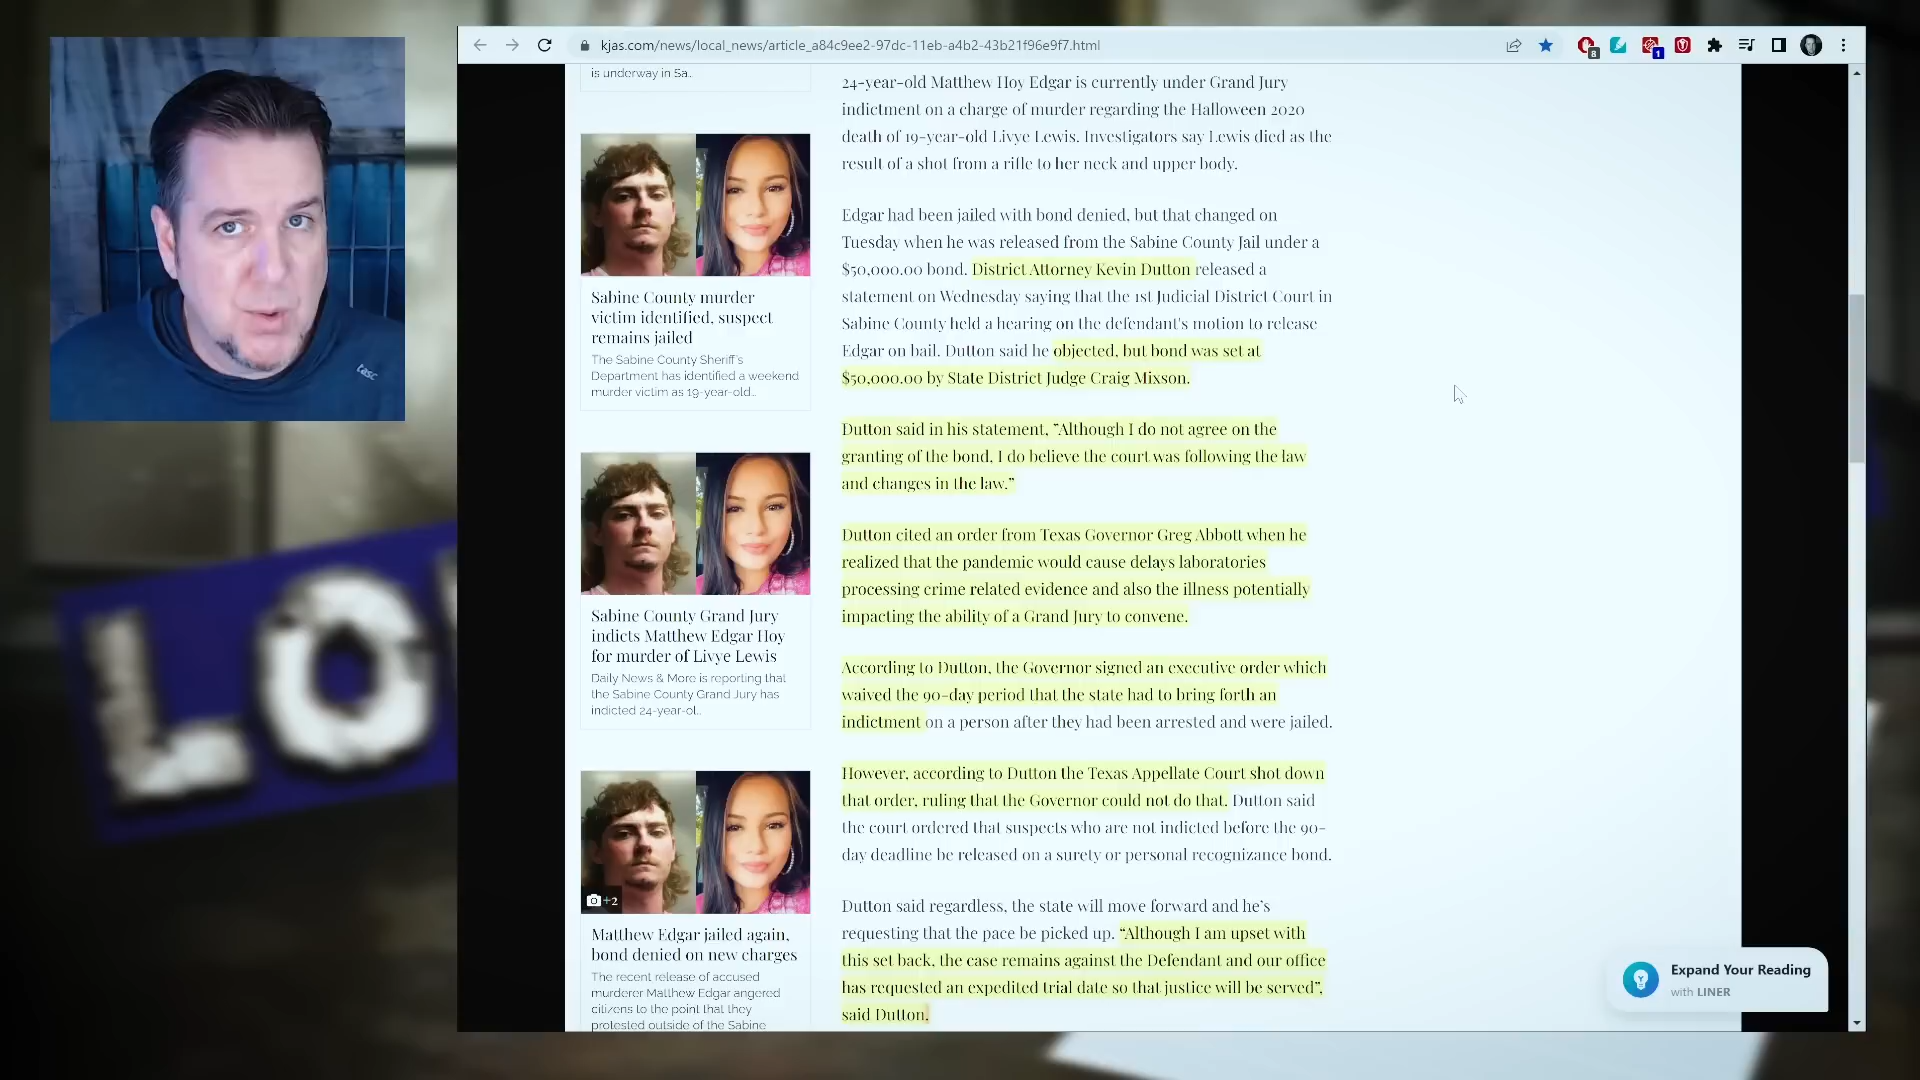 kjas.com/news/local_news/article_a84c9ee2-97dc-11eb-a4b2-43b21f96e9f7.html
8
1
tasc
LO
is underway in Sa..
Sabine County murder
victim identified, suspect
remains jailed
The Sabine County Sheriff's
Department has identified a weekend
murder victim as 19-year-old...
Sabine County Grand Jury
indicts Matthew Edgar Hoy
for murder of Livye Lewis
Daily News & More is reporting that
the Sabine County Grand Jury has
indicted 24-year-ol..
+2
Matthew Edgar jailed again,
bond denied on new charges
The recent release of accused
murderer Matthew Edgar angered
citizens to the point that they
protested outside of the Sabine
24-year-old Matthew Hoy Edgar is currently under Grand Jury
indictment on a charge of murder regarding the Halloween 2020
death of 19-year-old Livye Lewis. Investigators say Lewis died as the
result of a shot from a rifle to her neck and upper body.
Edgar had been jailed with bond denied, but that changed on
Tuesday when he was released from the Sabine County Jail under a
$50,000.00 bond. District Attorney Kevin Dutton released a
statement on Wednesday saying that the 1st Judicial District Court in
Sabine County held a hearing on the defendant's motion to release
Edgar on bail. Dutton said he objected, but bond was set at
$50,000.00 by State District Judge Craig Mixson.
Dutton said in his statement, "Although I do not agree on the
granting of the bond, I do believe the court was following the law
and changes in the law."
Dutton cited an order from Texas Governor Greg Abbott when he
realized that the pandemic would cause delays laboratories
processing crime related evidence and also the illness potentially
impacting the ability of a Grand Jury to convene.
According to Dutton, the Governor signed an executive order which
waived the 90-day period that the state had to bring forth an
indictment on a person after they had been arrested and were jailed.
However, according to Dutton the Texas Appellate Court shot down
that order, ruling that the Governor could not do that. Dutton said
the court ordered that suspects who are not indicted before the 90-
day deadline be released on a surety or personal recognizance bond.
Dutton said regardless, the state will move forward and he's
requesting that the pace be picked up. "Although I am upset with
this set back, the case remains against the Defendant and our office
has requested an expedited trial date so that justice will be served",
said Dutton.
Expand Your Reading
with LINER